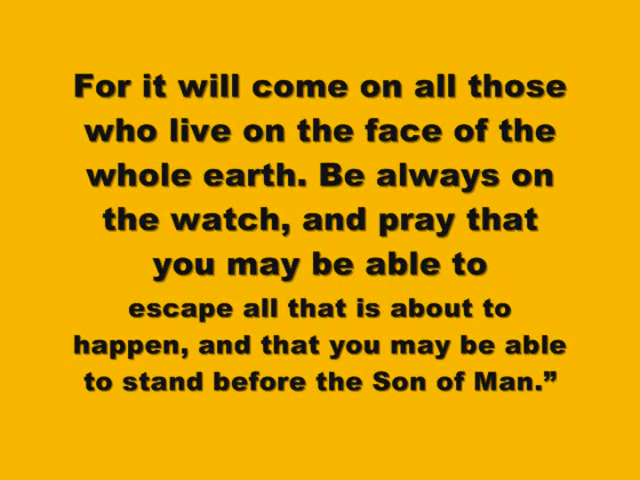 For it will come on all those
who live on the face of the
whole earth. Be always on
the watch, and pray that
you may be able to
escape all that is about to
happen, and that you may be able
to stand before the Son of Man.”